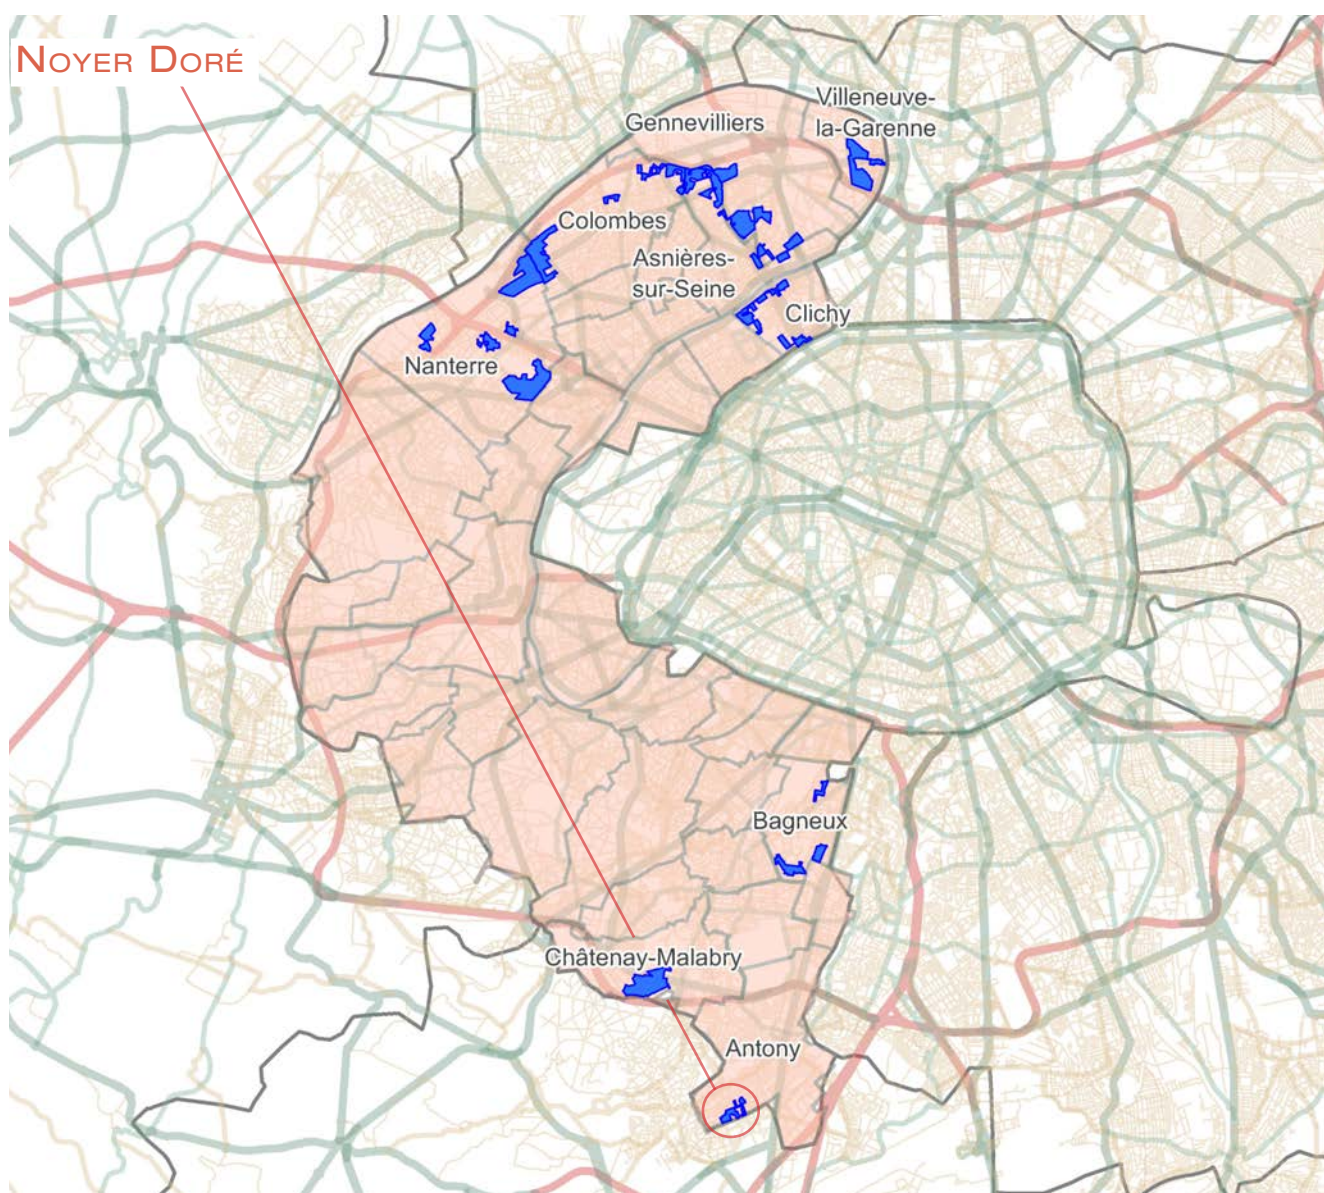 NOYER DORÉ
Villeneuve-
la-Garenne
Gennevilliers
Colombes
Asnières-
sur-Seine
Clichy
Nanterre
Bagneux
Châtenay-Malabry
Antony